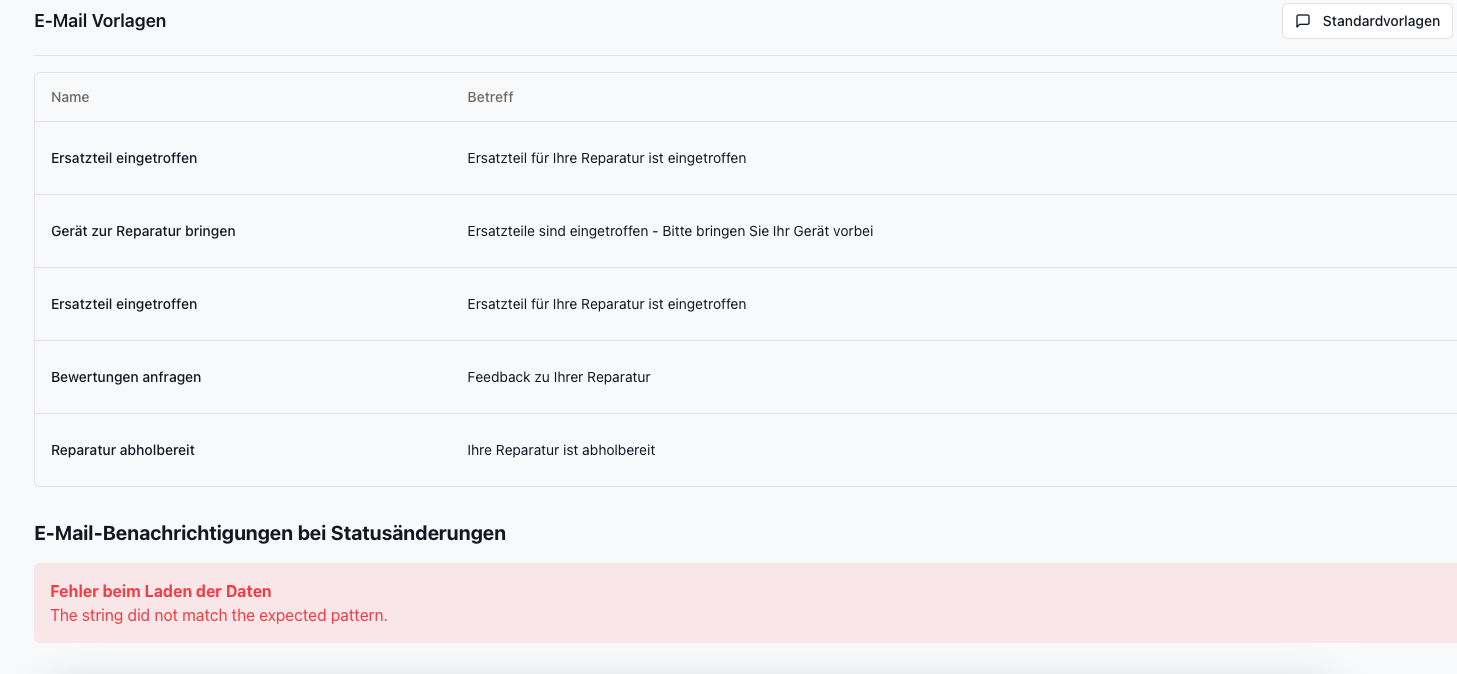 E-Mail Vorlagen
Standardvorlagen
Name Betreff
Ersatzteil eingetroffen Ersatzteil für Ihre Reparatur ist eingetroffen
Gerät zur Reparatur bringen Ersatzteile sind eingetroffen - Bitte bringen Sie Ihr Gerät vorbei
Ersatzteil eingetroffen Ersatzteil für Ihre Reparatur ist eingetroffen
Bewertungen anfragen Feedback zu Ihrer Reparatur
Reparatur abholbereit Ihre Reparatur ist abholbereit
E-Mail-Benachrichtigungen bei Statusänderungen
Fehler beim Laden der Daten
The string did not match the expected pattern.